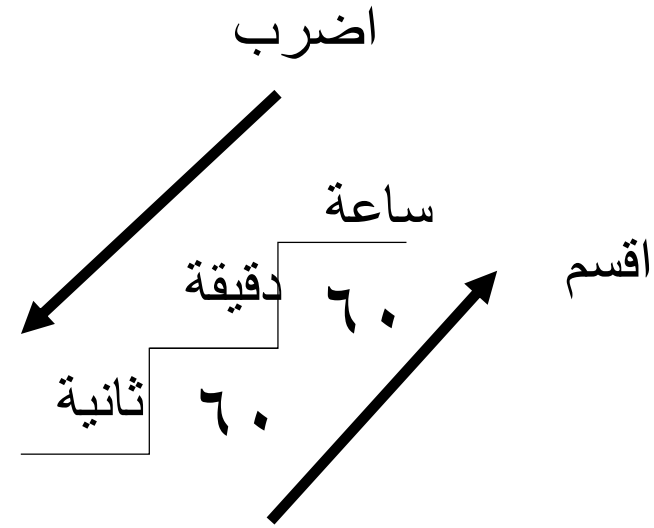 اضرب
ساعة
اقسم
دقيقة
٦٠
ثانية
٦٠